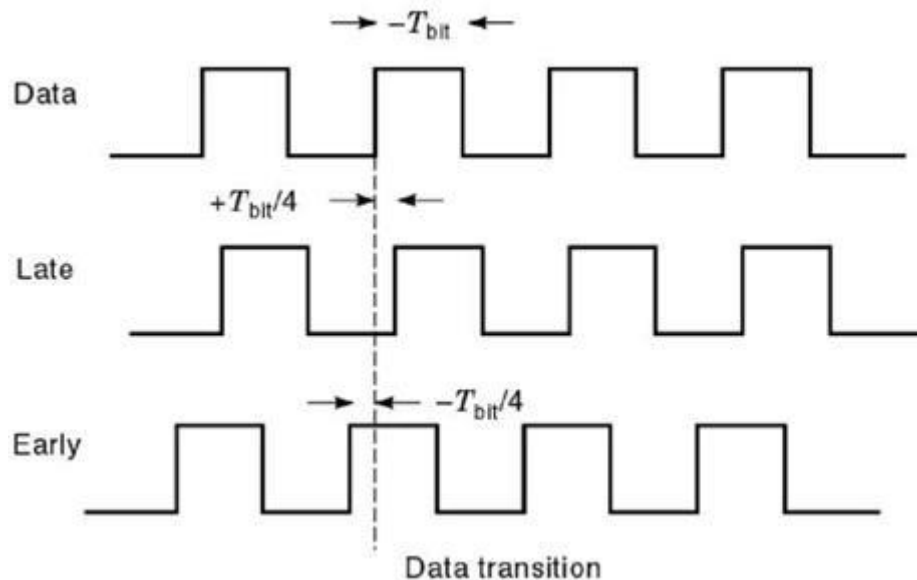 –T_bit
Data
+T_bit/4
Late
–T_bit/4
Early
Data transition